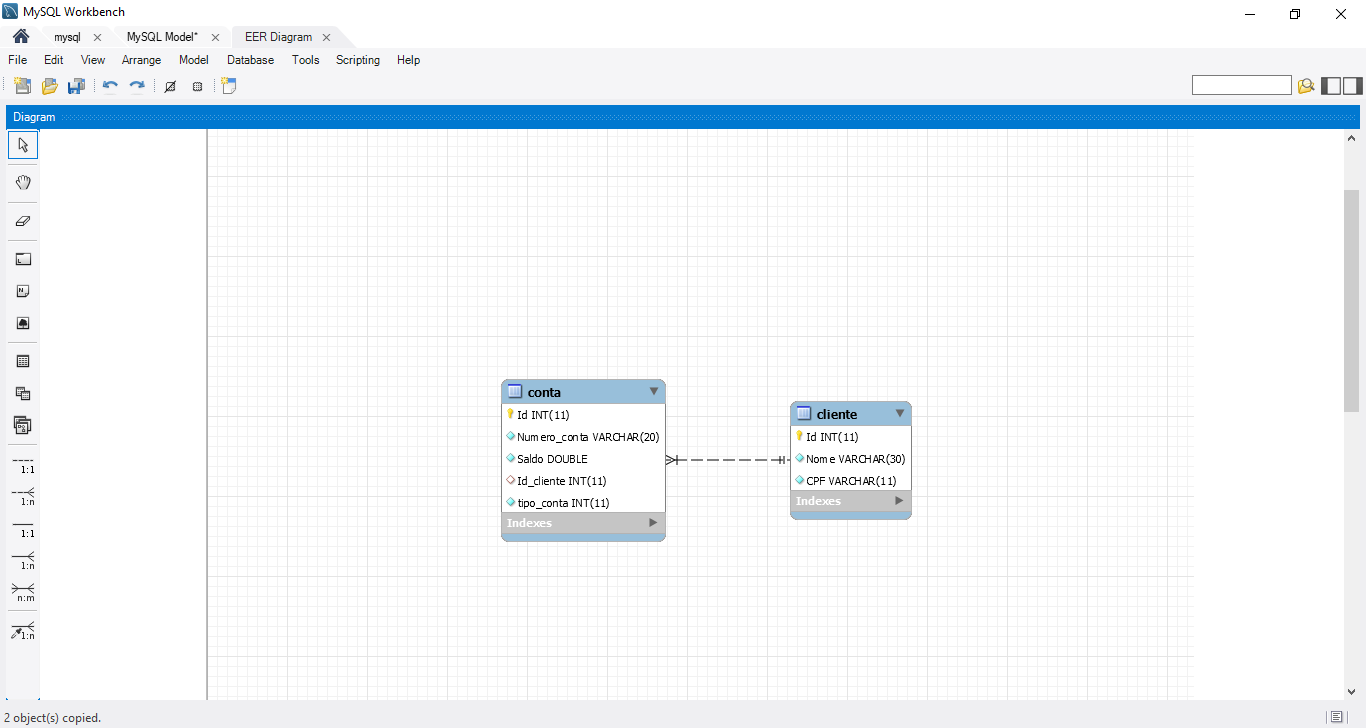 MySQL Workbench
mysql
MySQL Model*
EER Diagram
File Edit View Arrange Model Database Tools Scripting Help
Diagram
conta
Id INT(11)
Numero_conta VARCHAR(20)
Saldo DOUBLE
Id_cliente INT(11)
tipo_conta INT(11)
Indexes
cliente
Id INT(11)
Nome VARCHAR(30)
CPF VARCHAR(11)
Indexes
1:1
1:n
1:1
1:n
n:m
1:n
2 object(s) copied.